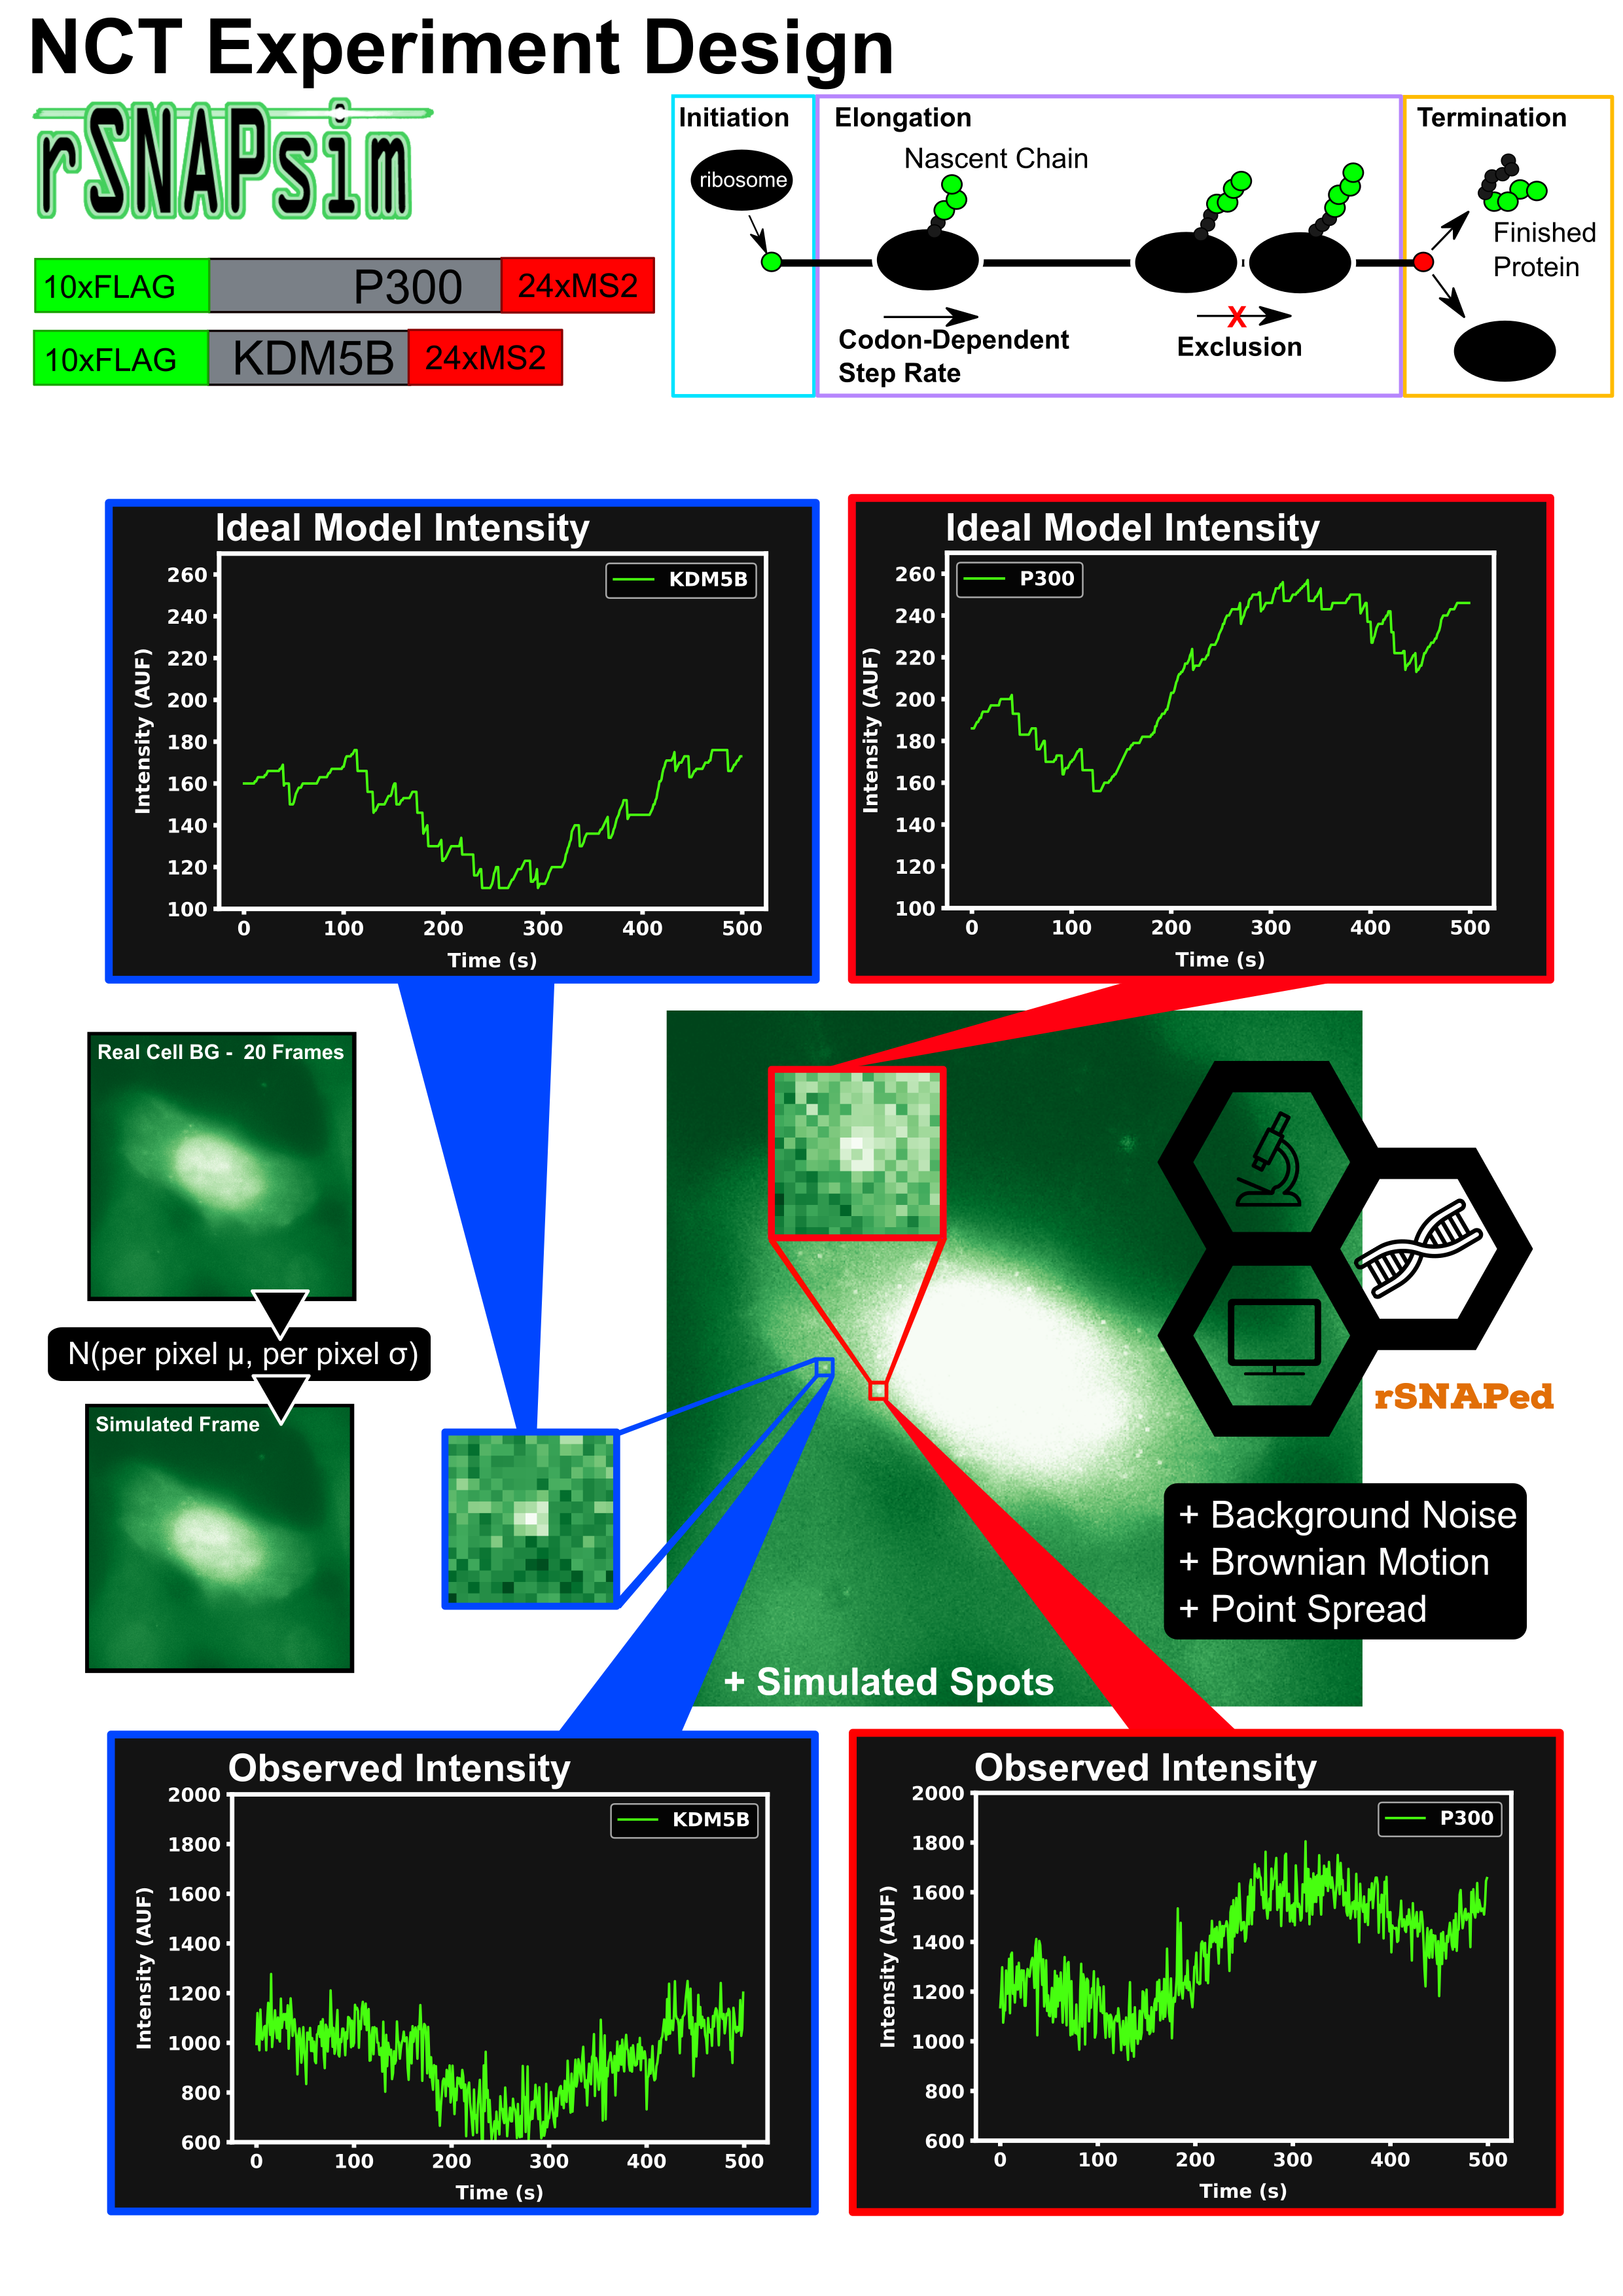 NCT Experiment Design
rSNAPsim
10xFLAG P300 24xMS2
10xFLAG KDM5B 24xMS2
Initiation
ribosome
Elongation
Nascent Chain
Codon-Dependent
Step Rate
X
Exclusion
Termination
Finished
Protein
Ideal Model Intensity
KDM5B
Intensity (AUF)
260
240
220
200
180
160
140
120
100
0 100 200 300 400 500
Time (s)
Ideal Model Intensity
P300
Intensity (AUF)
260
240
220
200
180
160
140
120
100
0 100 200 300 400 500
Time (s)
Real Cell BG - 20 Frames
N(per pixel μ, per pixel σ)
Simulated Frame
rSNAPed
+ Background Noise
+ Brownian Motion
+ Point Spread
+ Simulated Spots
Observed Intensity
KDM5B
Intensity (AUF)
2000
1800
1600
1400
1200
1000
800
600
0 100 200 300 400 500
Time (s)
Observed Intensity
P300
Intensity (AUF)
2000
1800
1600
1400
1200
1000
800
600
0 100 200 300 400 500
Time (s)